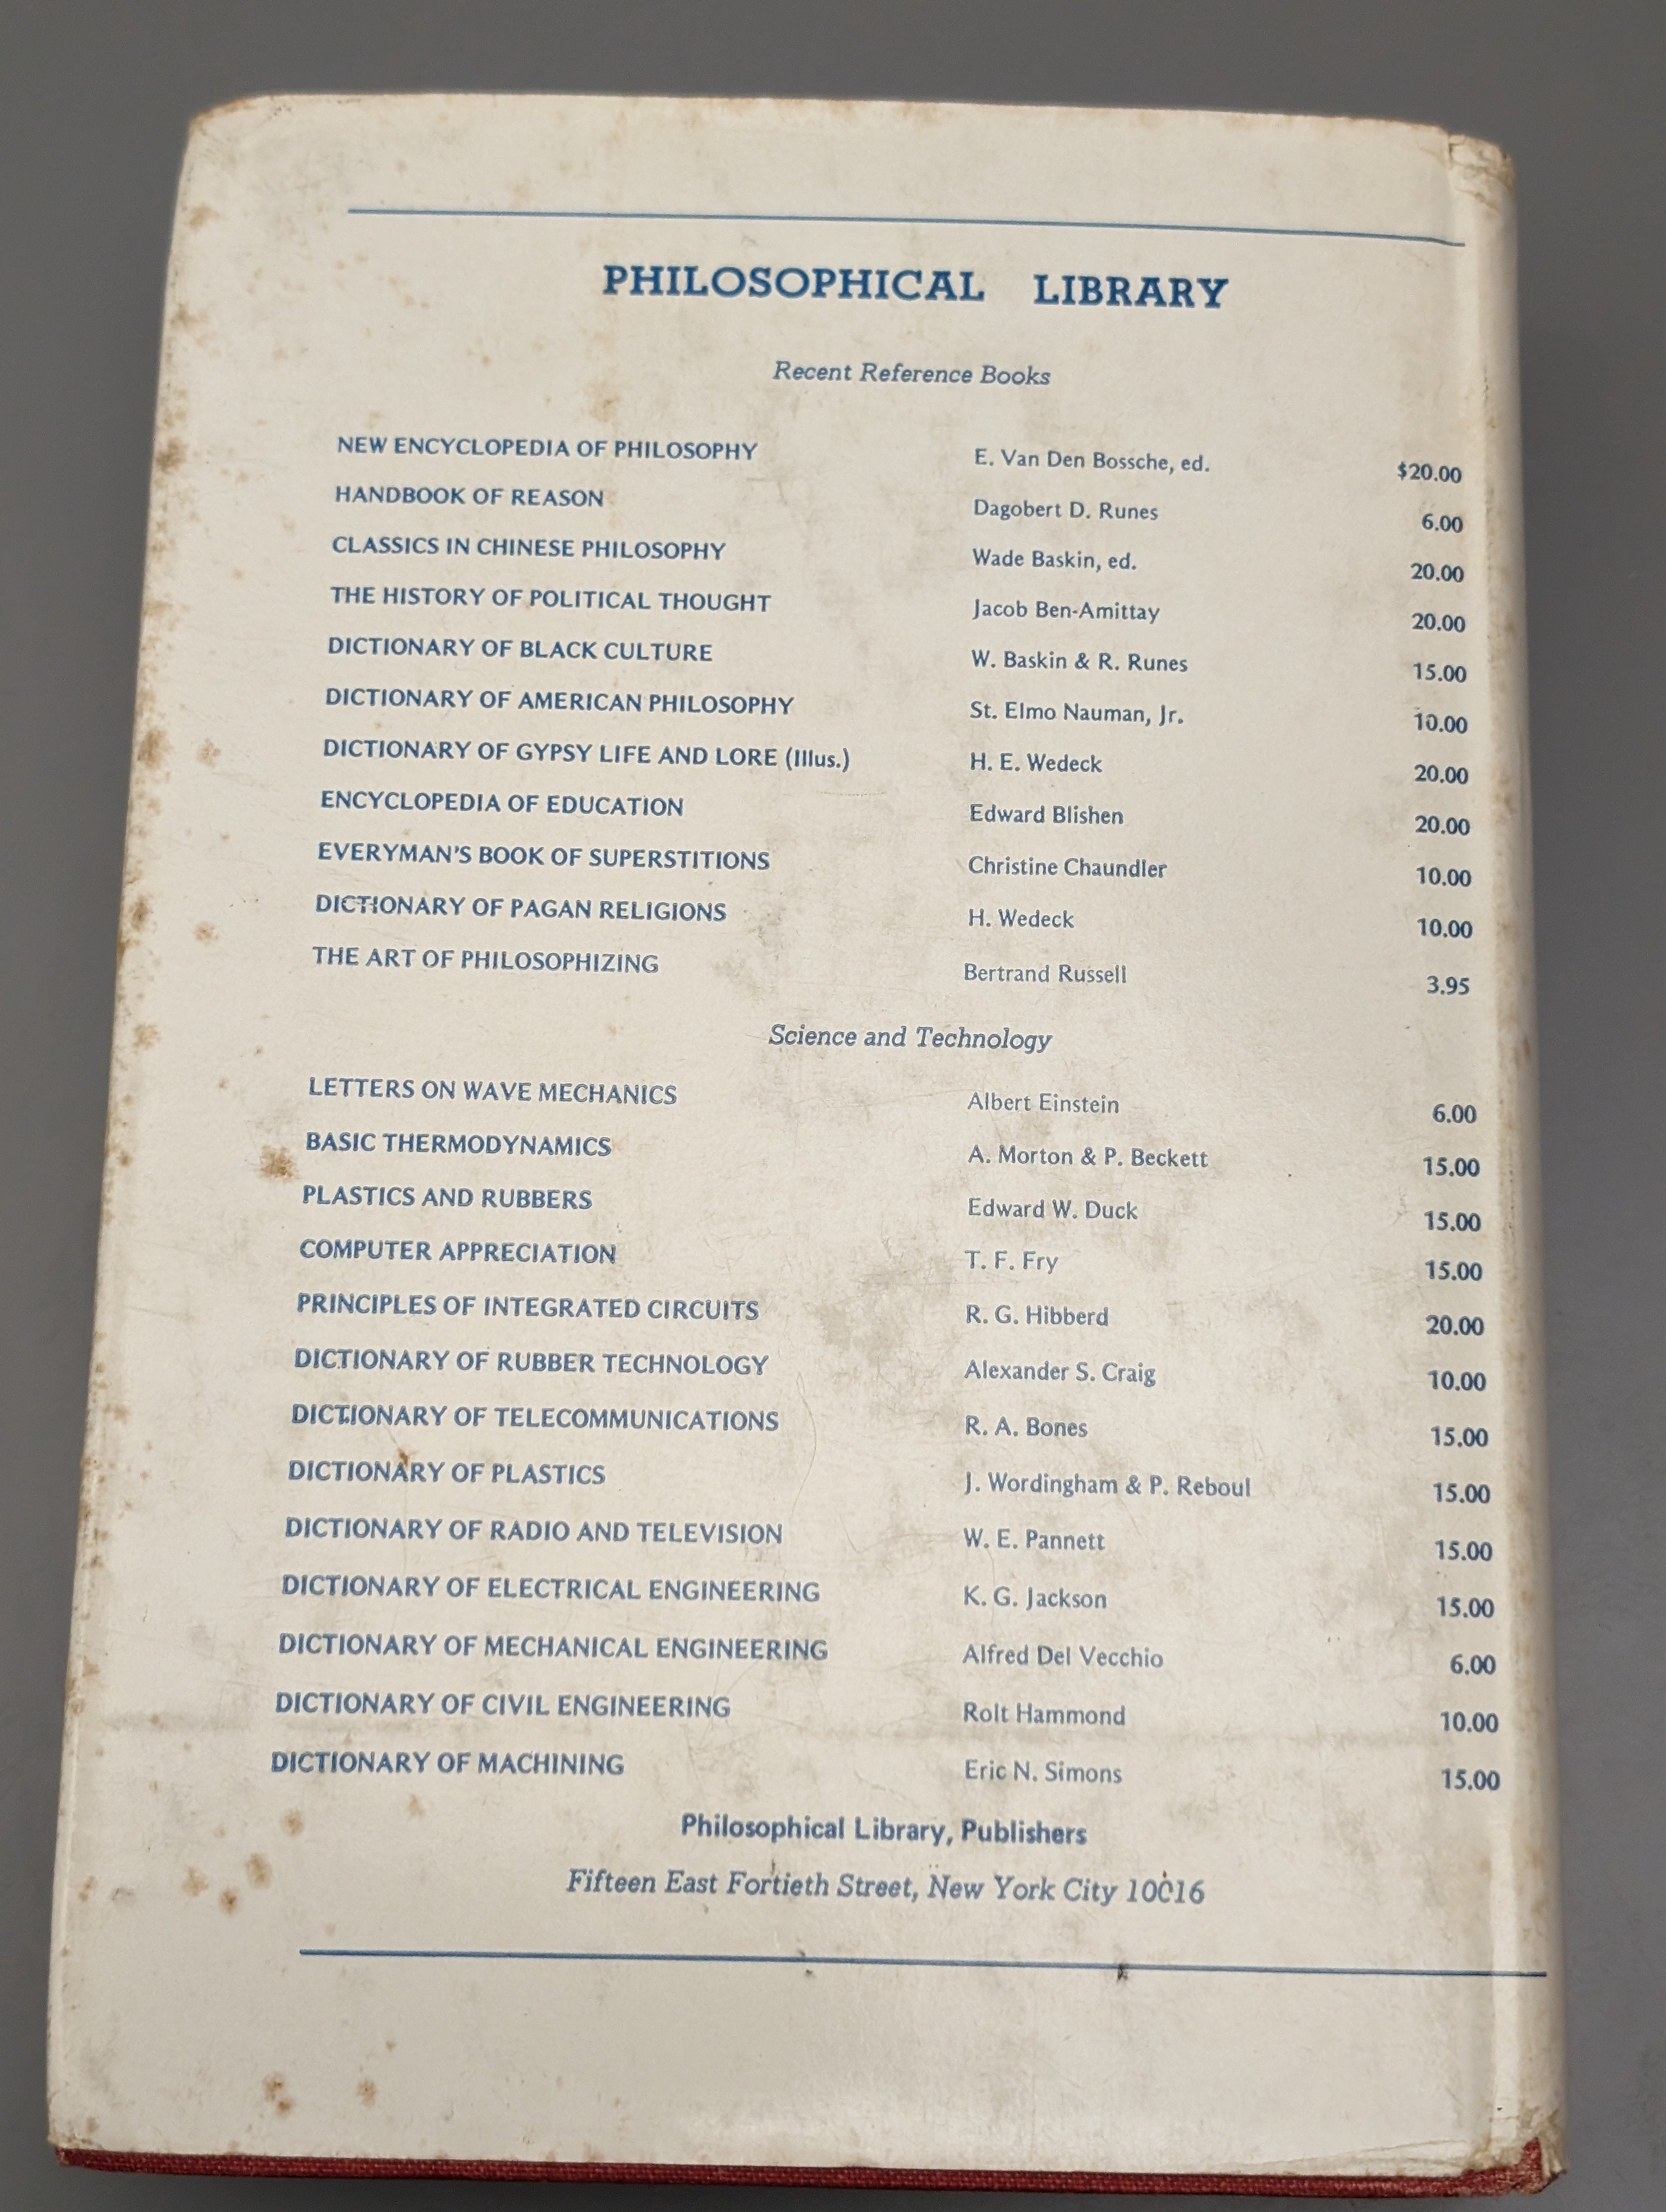 PHILOSOPHICAL LIBRARY
Recent Reference Books
NEW ENCYCLOPEDIA OF PHILOSOPHY E. Van Den Bossche, ed. $20.00
HANDBOOK OF REASON Dagobert D. Runes 6.00
CLASSICS IN CHINESE PHILOSOPHY Wade Baskin, ed. 20.00
THE HISTORY OF POLITICAL THOUGHT Jacob Ben-Amittay 20.00
DICTIONARY OF BLACK CULTURE W. Baskin & R. Runes 15.00
DICTIONARY OF AMERICAN PHILOSOPHY St. Elmo Nauman, Jr. 10.00
DICTIONARY OF GYPSY LIFE AND LORE (Illus.) H. E. Wedeck 20.00
ENCYCLOPEDIA OF EDUCATION Edward Blishen 20.00
EVERYMAN'S BOOK OF SUPERSTITIONS Christine Chaundler 10.00
DICTIONARY OF PAGAN RELIGIONS H. Wedeck 10.00
THE ART OF PHILOSOPHIZING Bertrand Russell 3.95
Science and Technology
LETTERS ON WAVE MECHANICS Albert Einstein 6.00
BASIC THERMODYNAMICS A. Morton & P. Beckett 15.00
PLASTICS AND RUBBERS Edward W. Duck 15.00
COMPUTER APPRECIATION T. F. Fry 15.00
PRINCIPLES OF INTEGRATED CIRCUITS R. G. Hibberd 20.00
DICTIONARY OF RUBBER TECHNOLOGY Alexander S. Craig 10.00
DICTIONARY OF TELECOMMUNICATIONS R. A. Bones 15.00
DICTIONARY OF PLASTICS J. Wordingham & P. Reboul 15.00
DICTIONARY OF RADIO AND TELEVISION W. E. Pannett 15.00
DICTIONARY OF ELECTRICAL ENGINEERING K. G. Jackson 15.00
DICTIONARY OF MECHANICAL ENGINEERING Alfred Del Vecchio 6.00
DICTIONARY OF CIVIL ENGINEERING Rolt Hammond 10.00
DICTIONARY OF MACHINING Eric N. Simons 15.00
Philosophical Library, Publishers
Fifteen East Fortieth Street, New York City 10016